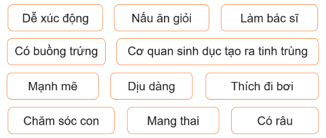 Dễ xúc động
Nấu ăn giỏi
Làm bác sĩ
Có buồng trứng
Cơ quan sinh dục tạo ra tinh trùng
Mạnh mẽ
Dịu dàng
Thích đi bơi
Chăm sóc con
Mang thai
Có râu